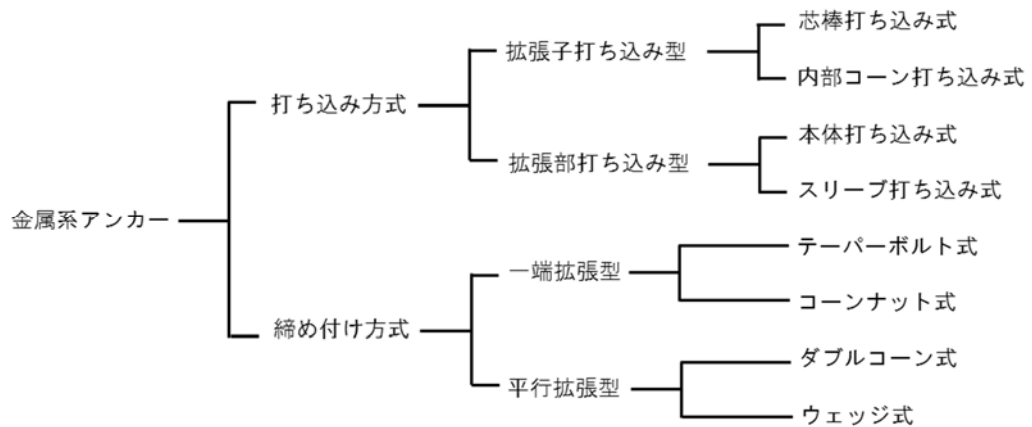 金属系アンカー
打ち込み方式
拡張子打ち込み型
芯棒打ち込み式
内部コーン打ち込み式
拡張部打ち込み型
本体打ち込み式
スリーブ打ち込み式
締め付け方式
一端拡張型
テーパーボルト式
コーンナット式
平行拡張型
ダブルコーン式
ウェッジ式